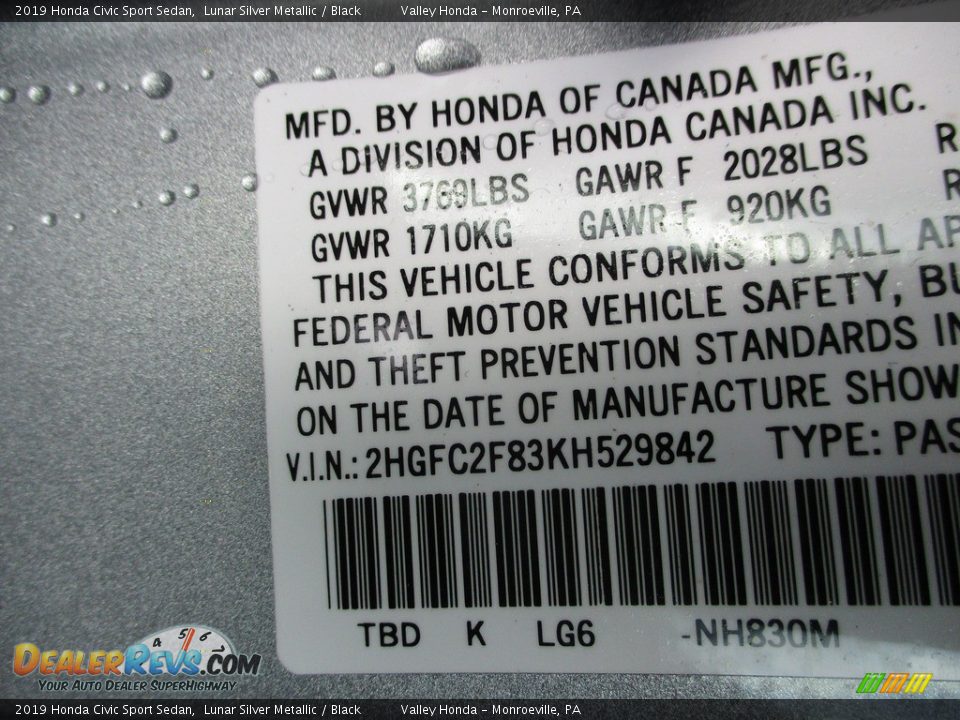 2019 Honda Civic Sport Sedan,  Lunar Silver Metallic / Black          Valley Honda - Monroeville, PA
MFD. BY HONDA OF CANADA MFG.,
A DIVISION OF HONDA CANADA INC.
GVWR 3769LBS GAWR F 2028LBS R
GVWR 1710KG GAWR F 920KG R
THIS VEHICLE CONFORMS TO ALL AP
FEDERAL MOTOR VEHICLE SAFETY, BU
AND THEFT PREVENTION STANDARDS IN
ON THE DATE OF MANUFACTURE SHOW
V.I.N.: 2HGFC2F83KH529842 TYPE: PAS
TBD K LG6 -NH830M
4 5 6
DealerRevs.com
Your Auto Dealer SuperHighway
2019 Honda Civic Sport Sedan,  Lunar Silver Metallic / Black          Valley Honda - Monroeville, PA